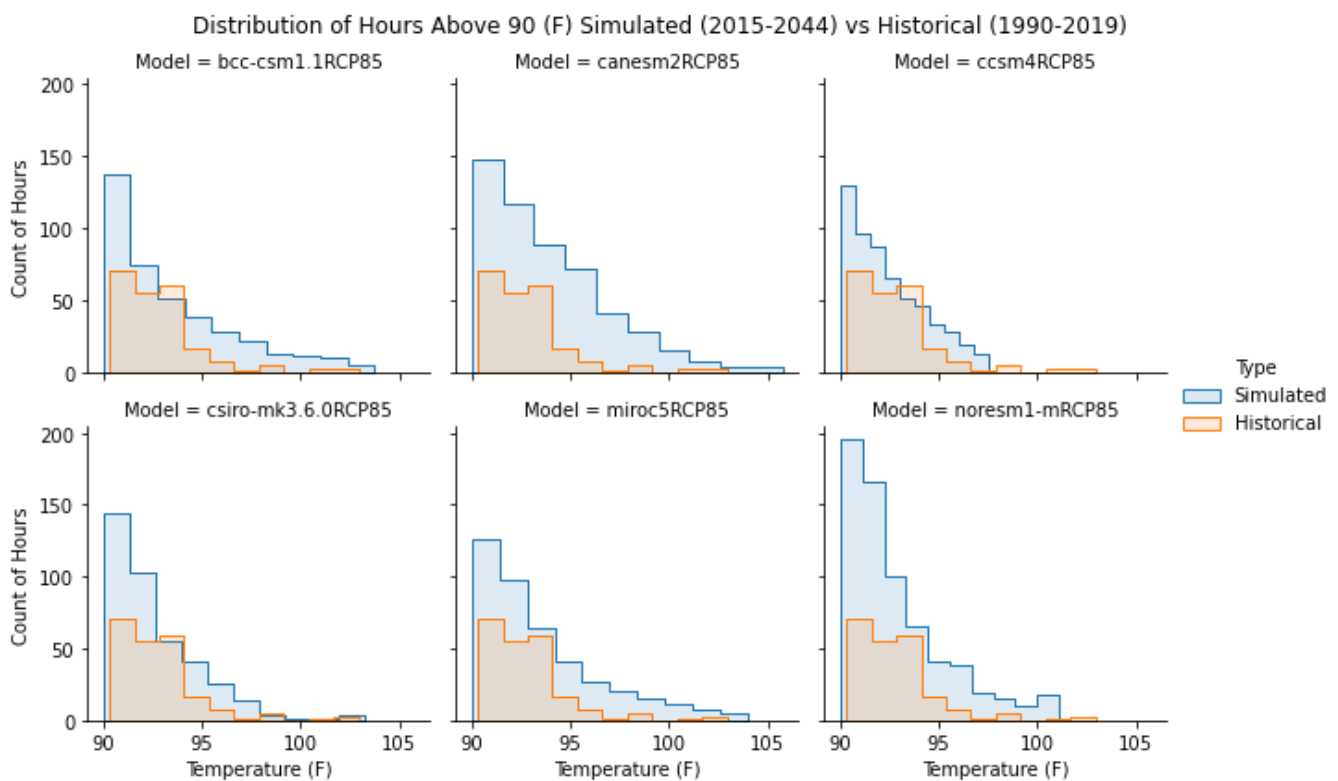 Distribution of Hours Above 90 (F) Simulated (2015-2044) vs Historical (1990-2019)
Model = bcc-csm1.1RCP85
Model = canesm2RCP85
Model = ccsm4RCP85
200
150
100
50
0
Count of Hours
Type
Simulated
Historical
Model = csiro-mk3.6.0RCP85
Model = miroc5RCP85
Model = noresm1-mRCP85
200
150
100
50
0
Count of Hours
90 95 100 105
90 95 100 105
90 95 100 105
Temperature (F)
Temperature (F)
Temperature (F)